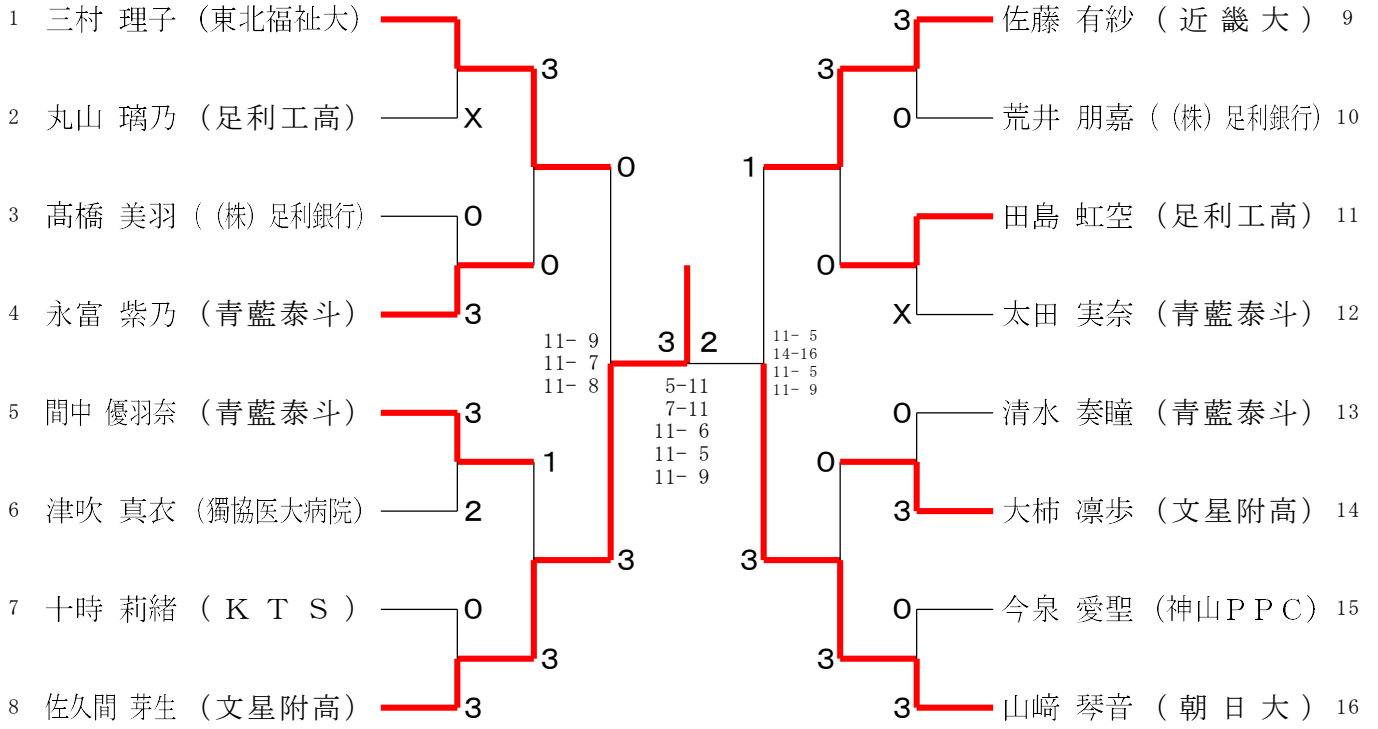 1 三村 理子 (東北福祉大)
3
2 丸山 璃乃 (足利工高)
X
0
3 髙橋 美羽 ( (株) 足利銀行)
0
0
4 永富 柴乃 (青藍泰斗)
3
11- 9
11- 7
11- 8
3 2
5-11
7-11
11- 6
11- 5
11- 9
5 間中 優羽奈 (青藍泰斗)
3
1
6 津吹 真衣 (獨協医大病院)
2
3
7 十時 莉緒 ( K T S )
0
3
8 佐久間 芽生 (文星附高)
3
3
佐藤 有紗 ( 近 畿 大 ) 9
3
0
荒井 朋嘉 ( (株) 足利銀行) 10
1
田島 虹空 (足利工高) 11
0
X
太田 実奈 (青藍泰斗) 12
11- 5
14-16
11- 5
11- 9
0
清水 奏瞳 (青藍泰斗) 13
0
3
大柿 凛歩 (文星附高) 14
3
0
今泉 愛聖 (神山PPC) 15
3
3
山﨑 琴音 ( 朝 日 大 ) 16